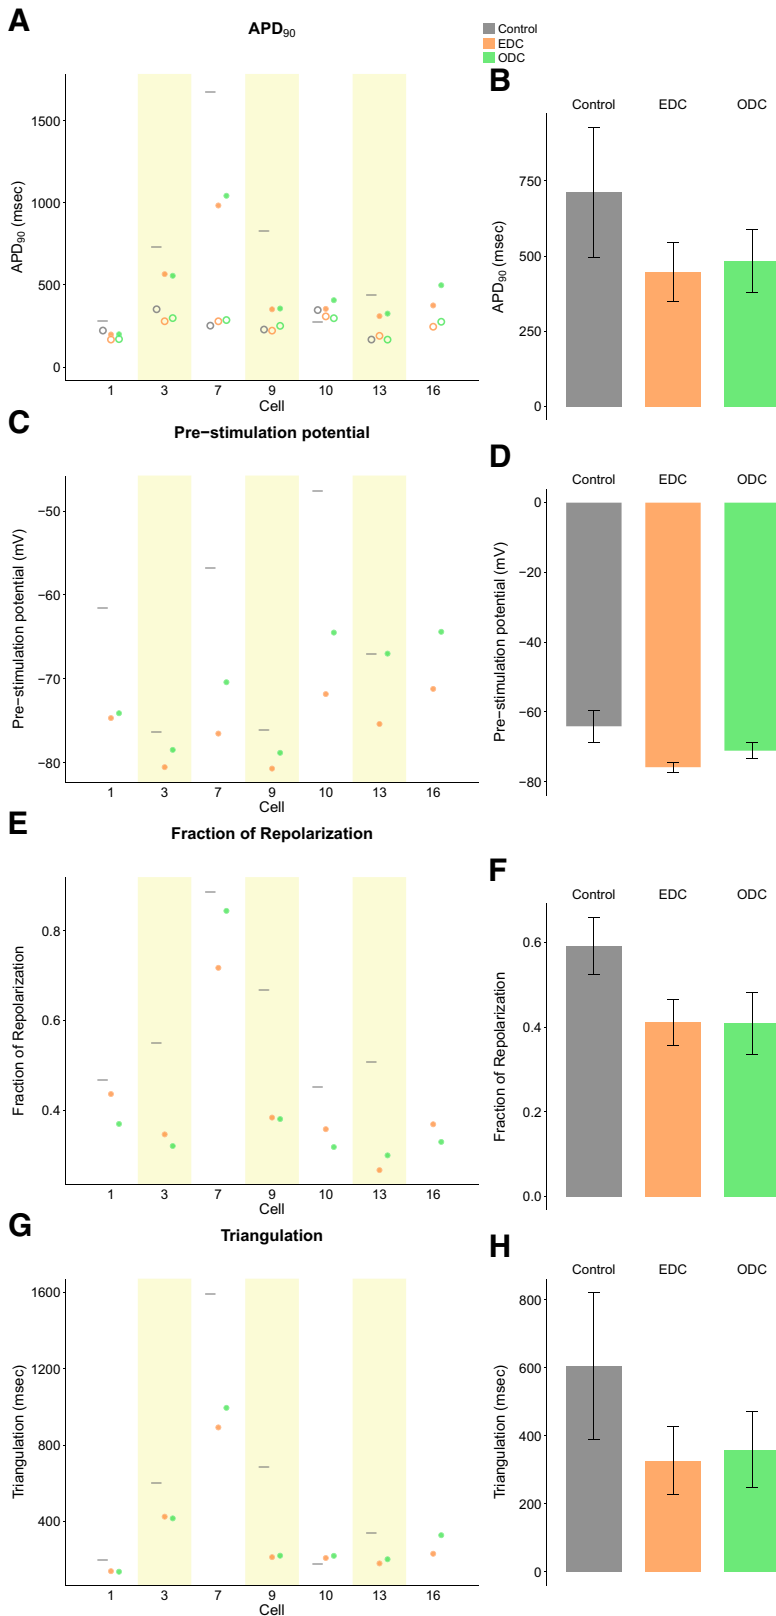 A
APD90
Control
EDC
ODC
APD90 (msec)
1500
1000
500
0
1 3 7 9 10 13 16
Cell
B
Control EDC ODC
APD90 (msec)
750
500
250
0
C
Pre−stimulation potential
Pre−stimulation potential (mV)
−50
−60
−70
−80
1 3 7 9 10 13 16
Cell
D
Control EDC ODC
Pre−stimulation potential (mV)
0
−20
−40
−60
−80
E
Fraction of Repolarization
Fraction of Repolarization
0.8
0.6
0.4
1 3 7 9 10 13 16
Cell
F
Control EDC ODC
Fraction of Repolarization
0.6
0.4
0.2
0.0
G
Triangulation
Triangulation (msec)
1600
1200
800
400
1 3 7 9 10 13 16
Cell
H
Control EDC ODC
Triangulation (msec)
800
600
400
200
0